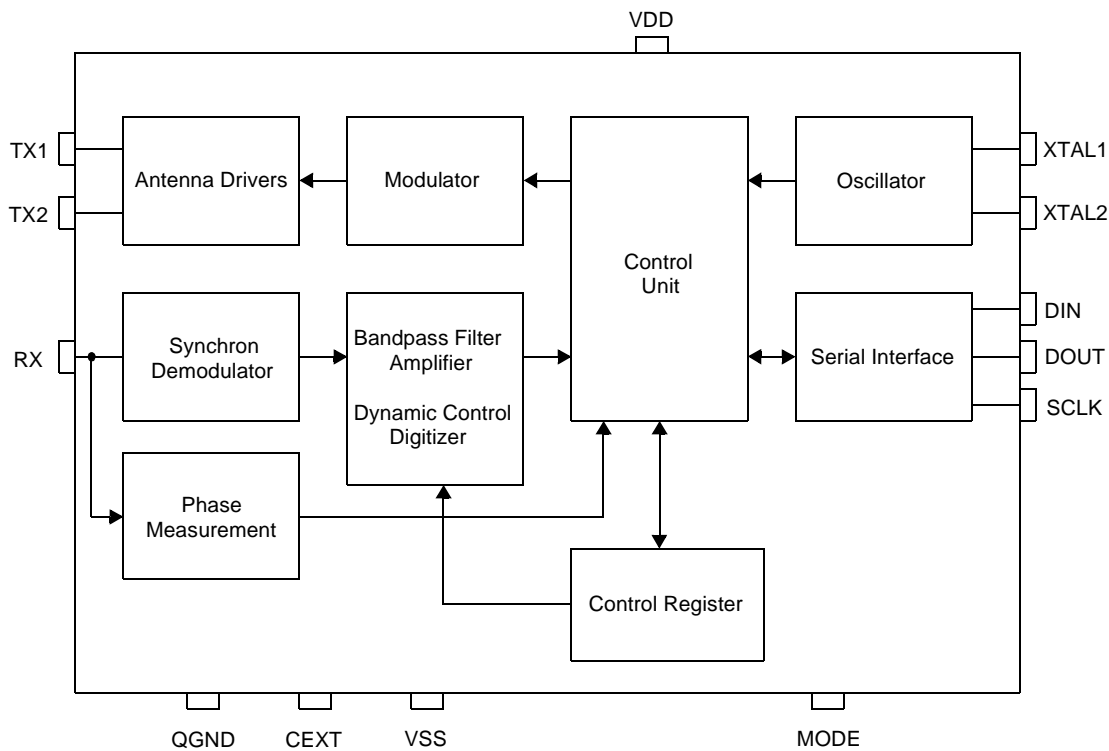 VDD
TX1
Antenna Drivers
Modulator
Oscillator
XTAL1
TX2
XTAL2
Control
Unit
DIN
RX
Synchron
Demodulator
Bandpass Filter
Amplifier
Dynamic Control
Digitizer
Serial Interface
DOUT
SCLK
Phase
Measurement
Control Register
QGND
CEXT
VSS
MODE